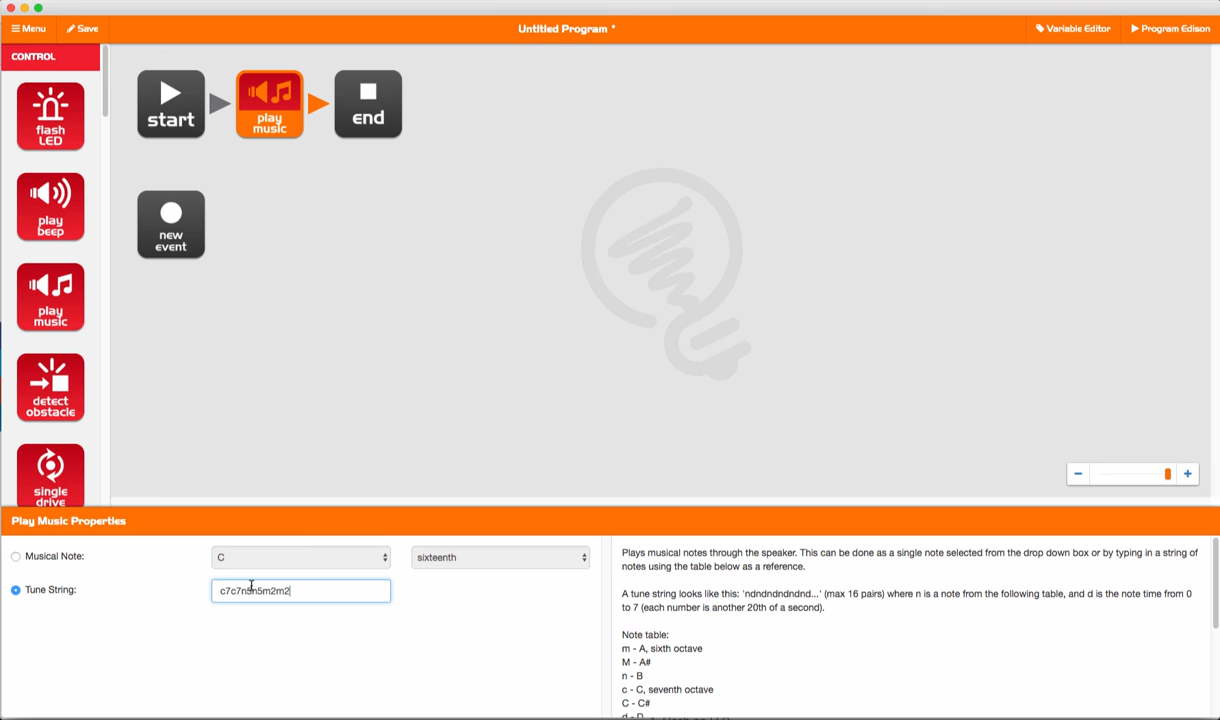 Menu
Save
Untitled Program *
Variable Editor
Program Edison
CONTROL
flash
LED
play
beep
play
music
detect
obstacle
single
drive
start
play
music
end
new
event
Play Music Properties
Musical Note:
C
sixteenth
Tune String:
Plays musical notes through the speaker. This can be done as a single note selected from the drop down box or by typing in a string of
notes using the table below as a reference.
A tune string looks like this: 'ndndndndndnd...' (max 16 pairs) where n is a note from the following table, and d is the note time from 0
to 7 (each number is another 20th of a second).
Note table:
m - A, sixth octave
M - A#
n - B
c - C, seventh octave
C - C#
d - D